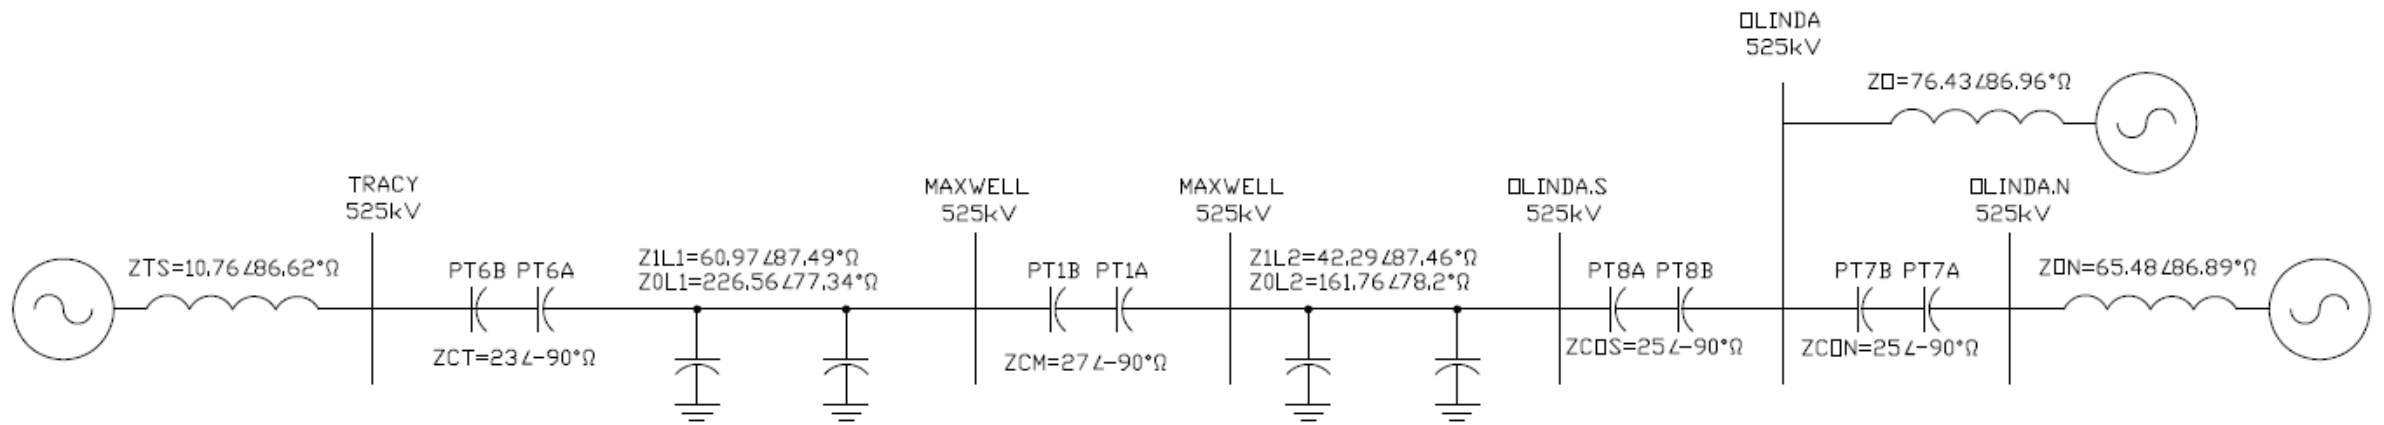 OLINDA
525kV
ZO=76.43∠86.96°Ω
TRACY
525kV
MAXWELL
525kV
MAXWELL
525kV
OLINDA.S
525kV
OLINDA.N
525kV
ZTS=10.76∠86.62°Ω
PT6B PT6A
Z1L1=60.97∠87.49°Ω
Z0L1=226.56∠77.34°Ω
PT1B PT1A
Z1L2=42.29∠87.46°Ω
Z0L2=161.76∠78.2°Ω
PT8A PT8B
PT7B PT7A
ZON=65.48∠86.89°Ω
ZCT=23∠-90°Ω
ZCM=27∠-90°Ω
ZCOS=25∠-90°Ω
ZCON=25∠-90°Ω